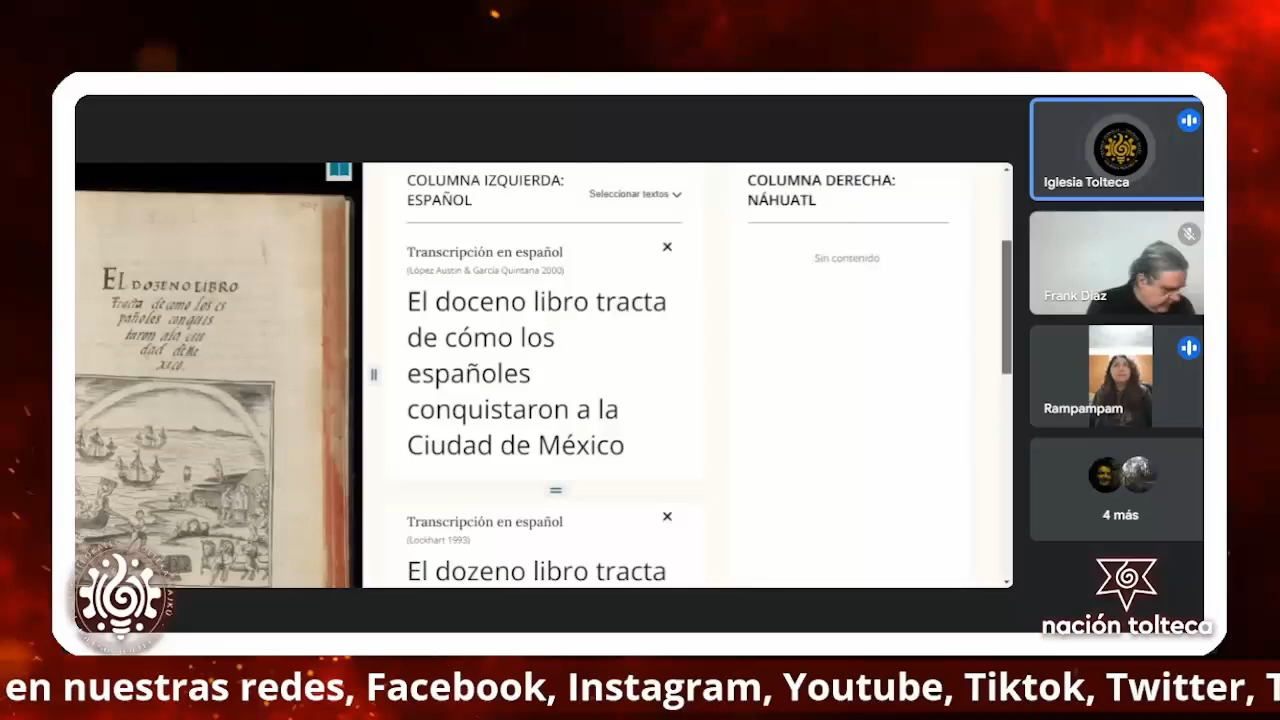 EL DOZENO LIBRO
Tracta de como los es
pañoles conquis
taron a la ciu
dad de Me
xico.
COLUMNA IZQUIERDA:
ESPAÑOL
Seleccionar textos
Transcripción en español
(López Austin & García Quintana 2000)
El doceno libro tracta
de cómo los
españoles
conquistaron a la
Ciudad de México
Transcripción en español
(Lockhart 1993)
El dozeno libro tracta
COLUMNA DERECHA:
NÁHUATL
Sin contenido
Iglesia Tolteca
Frank Diaz
Rampampam
4 más
nación tolteca
en nuestras redes, Facebook, Instagram, Youtube, Tiktok, Twitter, T